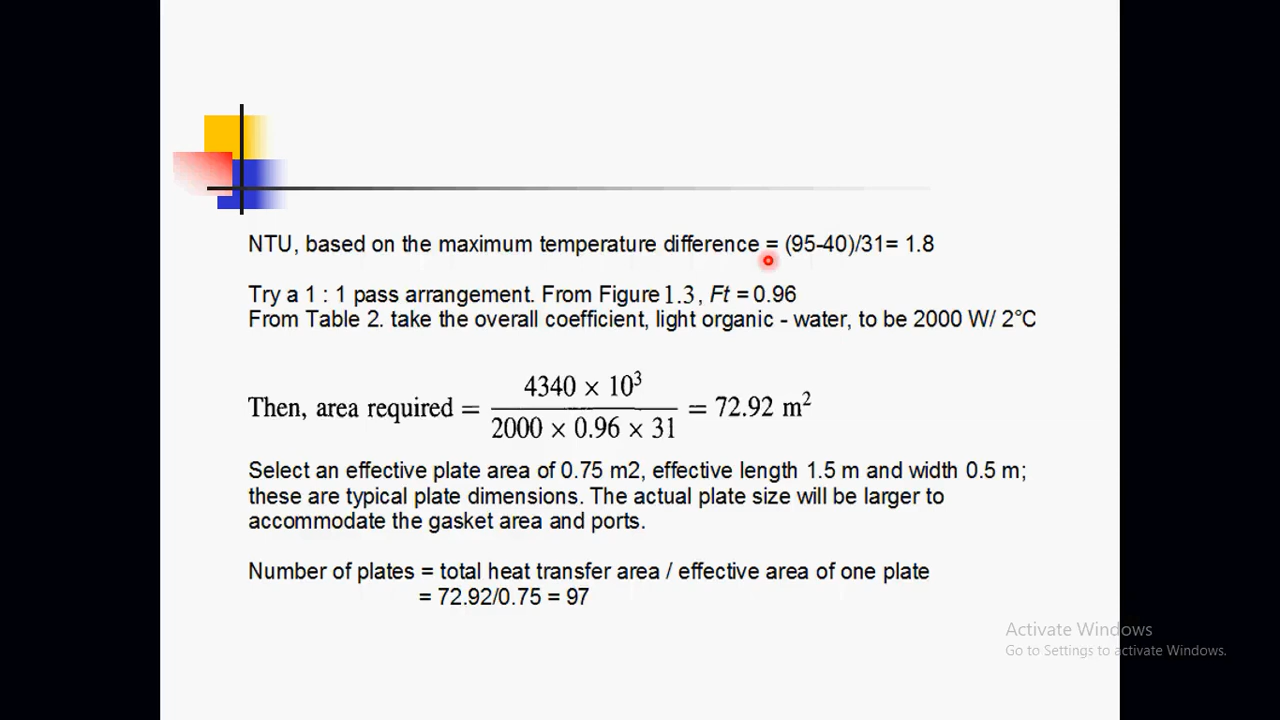 NTU, based on the maximum temperature difference = (95-40)/31= 1.8
Try a 1 : 1 pass arrangement. From Figure 1.3, Ft = 0.96
From Table 2. take the overall coefficient, light organic - water, to be 2000 W/ 2°C
Then, area required = 4340 × 10³ / 2000 × 0.96 × 31 = 72.92 m²
Select an effective plate area of 0.75 m2, effective length 1.5 m and width 0.5 m;
these are typical plate dimensions. The actual plate size will be larger to
accommodate the gasket area and ports.
Number of plates = total heat transfer area / effective area of one plate
= 72.92/0.75 = 97
Activate Windows
Go to Settings to activate Windows.